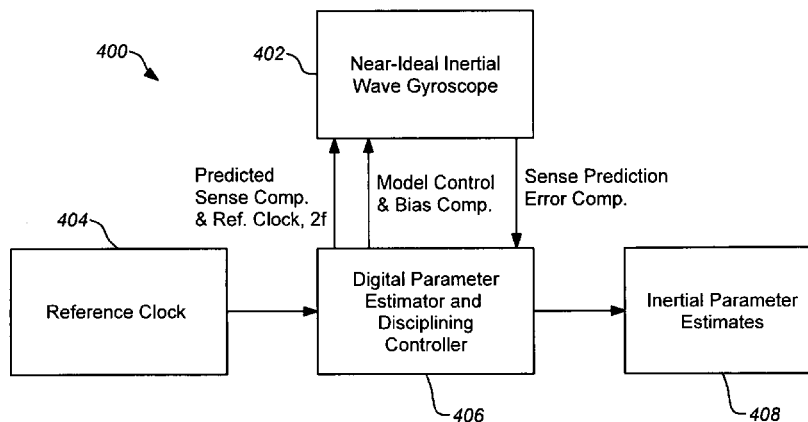 400
402
Near-Ideal Inertial
Wave Gyroscope
Predicted
Sense Comp.
& Ref. Clock, 2f
Model Control
& Bias Comp.
Sense Prediction
Error Comp.
404
Reference Clock
Digital Parameter
Estimator and
Disciplining
Controller
Inertial Parameter
Estimates
406
408